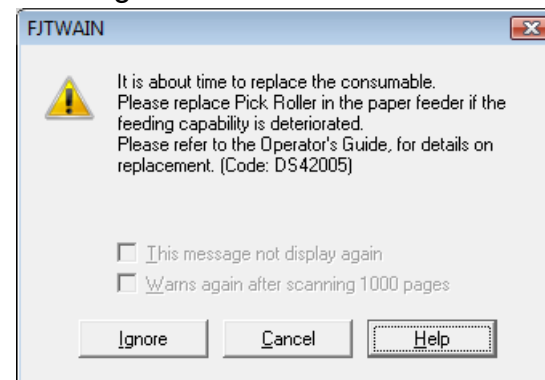 FJTWAIN
It is about time to replace the consumable.
Please replace Pick Roller in the paper feeder if the
feeding capability is deteriorated.
Please refer to the Operator's Guide, for details on
replacement. (Code: DS42005)
This message not display again
Warns again after scanning 1000 pages
Ignore Cancel Help